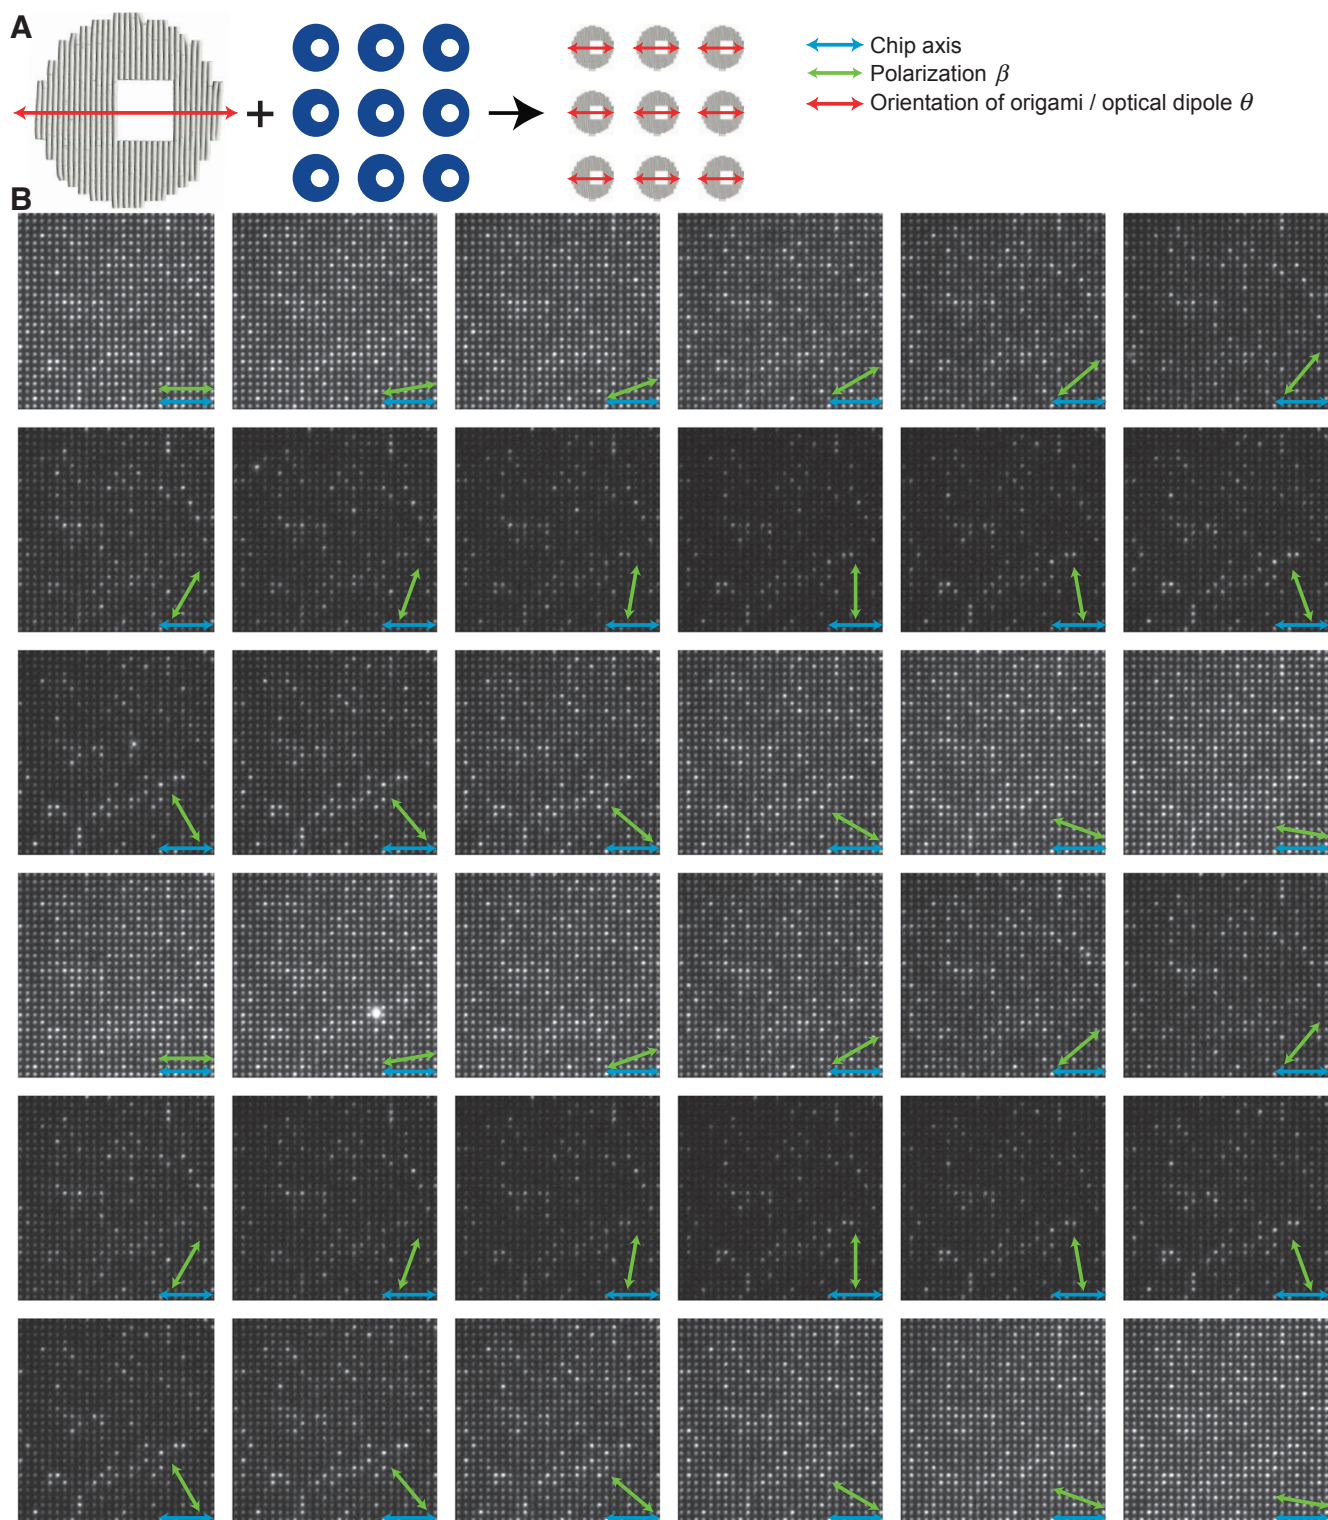 A
Chip axis
Polarization β
Orientation of origami / optical dipole θ
B